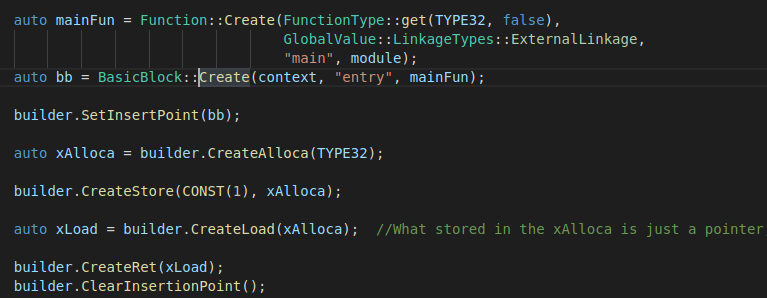 auto mainFun = Function::Create(FunctionType::get(TYPE32, false),
GlobalValue::LinkageTypes::ExternalLinkage,
"main", module);
auto bb = BasicBlock::Create(context, "entry", mainFun);
builder.SetInsertPoint(bb);
auto xAlloca = builder.CreateAlloca(TYPE32);
builder.CreateStore(CONST(1), xAlloca);
auto xLoad = builder.CreateLoad(xAlloca);  //What stored in the xAlloca is just a pointer
builder.CreateRet(xLoad);
builder.ClearInsertionPoint();